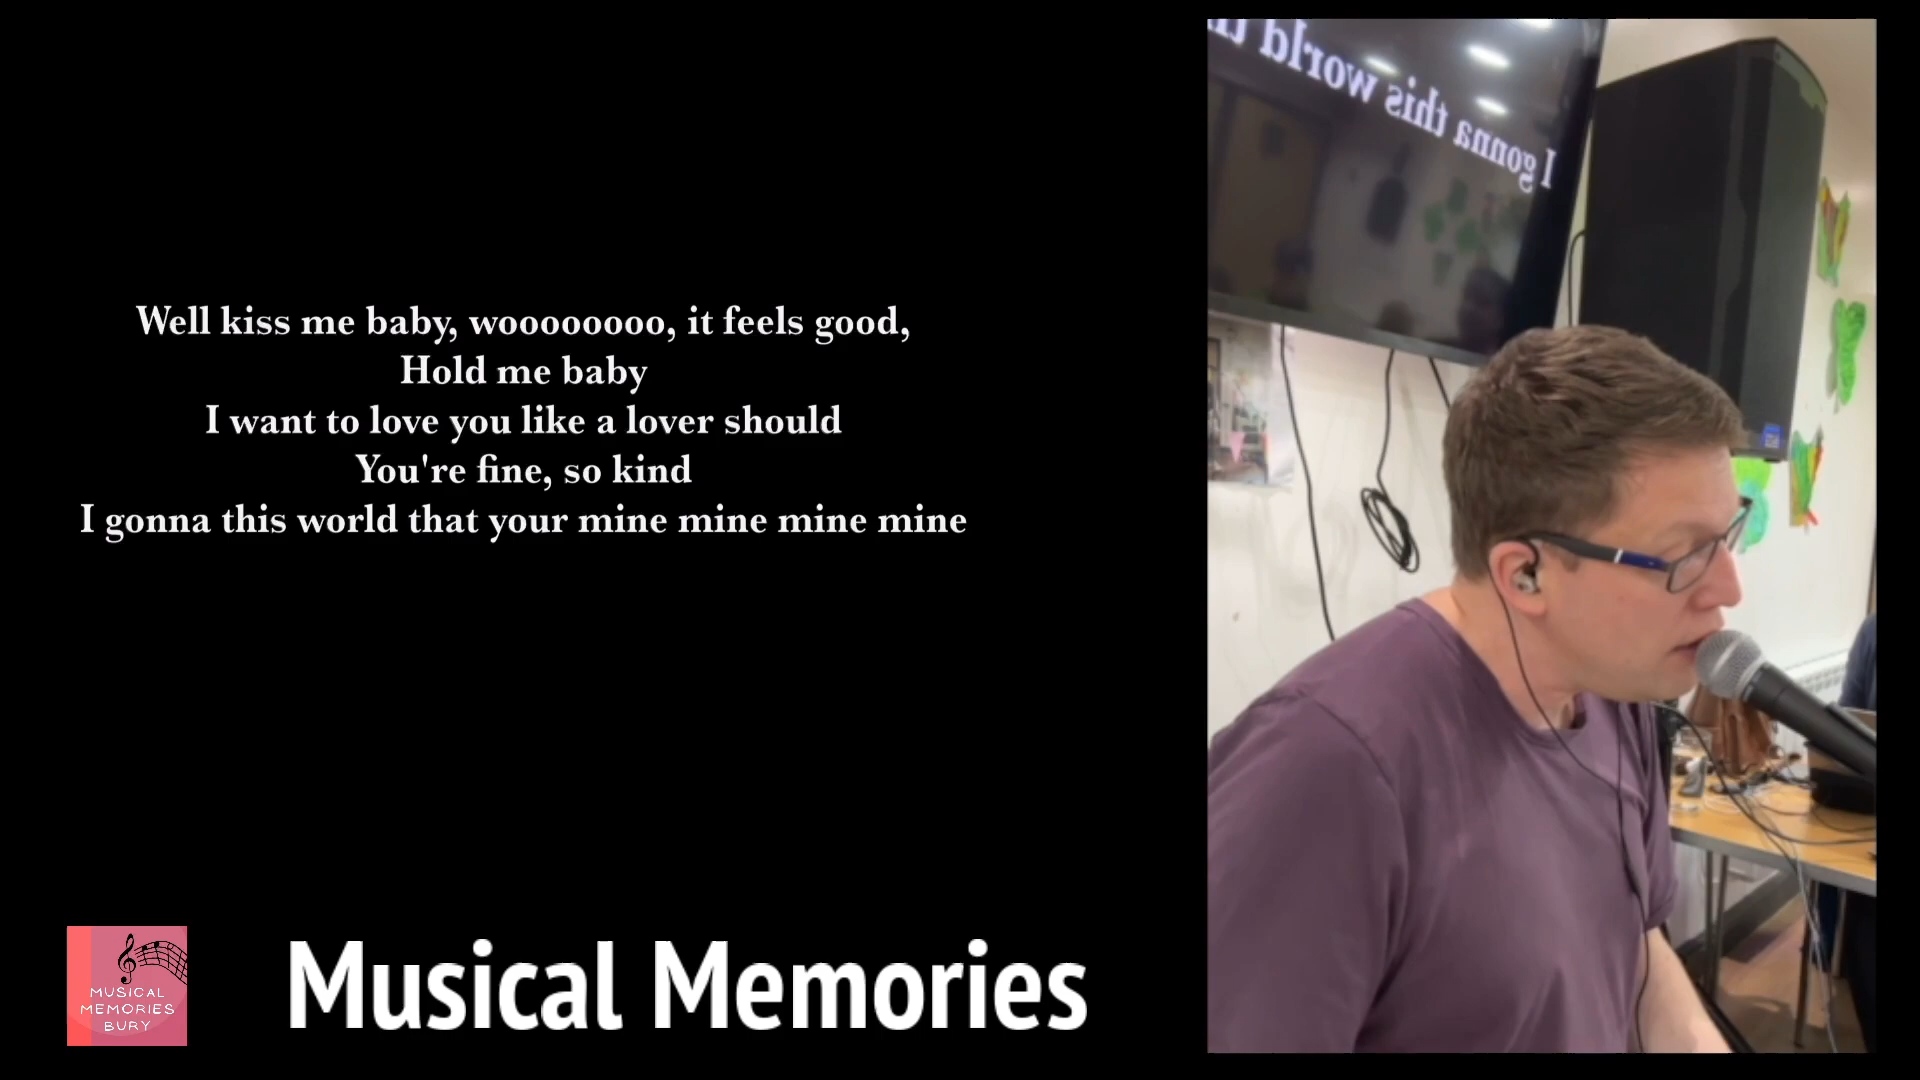 Well kiss me baby, woooooooo, it feels good,
Hold me baby
I want to love you like a lover should
You're fine, so kind
I gonna this world that your mine mine mine mine
MUSICAL
MEMORIES
BURY
Musical Memories
I gonna this world th